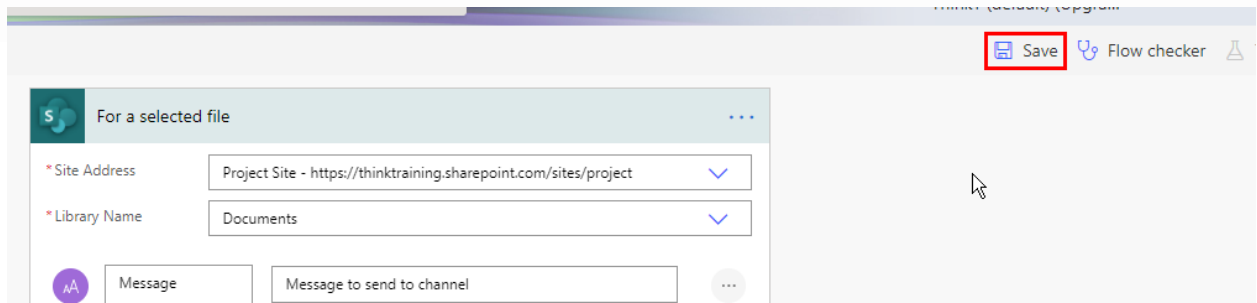 Save Flow checker
S For a selected file ...
* Site Address Project Site - https://thinktraining.sharepoint.com/sites/project
* Library Name Documents
AA Message Message to send to channel ...